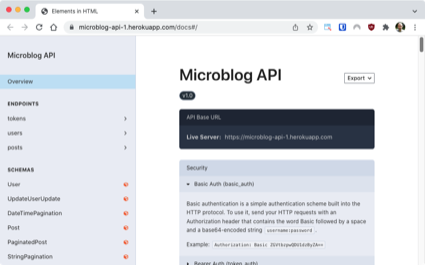 Elements in HTML
microblog-api-1.herokuapp.com/docs#/
Microblog API
Overview
ENDPOINTS
tokens
users
posts
SCHEMAS
User
UpdateUserUpdate
DateTimePagination
Post
PaginatedPost
StringPagination
Microblog API
Export
v1.0
API Base URL
Live Server: https://microblog-api-1.herokuapp.com
Security
Basic Auth (basic_auth)
Basic authentication is a simple authentication scheme built into the
HTTP protocol. To use it, send your HTTP requests with an
Authorization header that contains the word Basic followed by a space
and a base64-encoded string username:password .
Example: Authorization: Basic
Bearer Auth (token_auth)